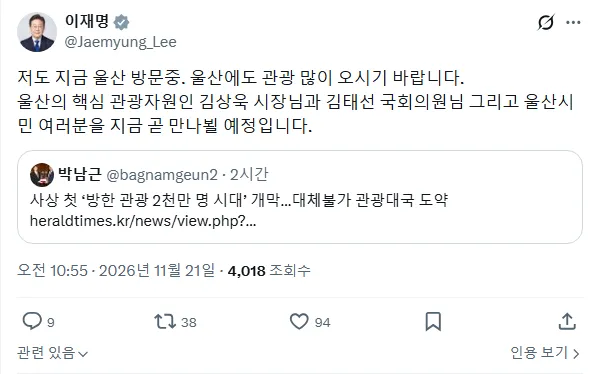 이재명
@Jaemyung_Lee
저도 지금 울산 방문중. 울산에도 관광 많이 오시기 바랍니다.
울산의 핵심 관광자원인 김상욱 시장님과 김태선 국회의원님 그리고 울산시
민 여러분을 지금 곧 만나뵐 예정입니다.
박남근 @bagnamgeun2 · 2시간
사상 첫 ‘방한 관광 2천만 명 시대’ 개막...대체불가 관광대국 도약
heraldtimes.kr/news/view.php?...
오전 10:55 · 2026년 11월 21일 · 4,018 조회수
9 38 94
관련 있음 인용 보기